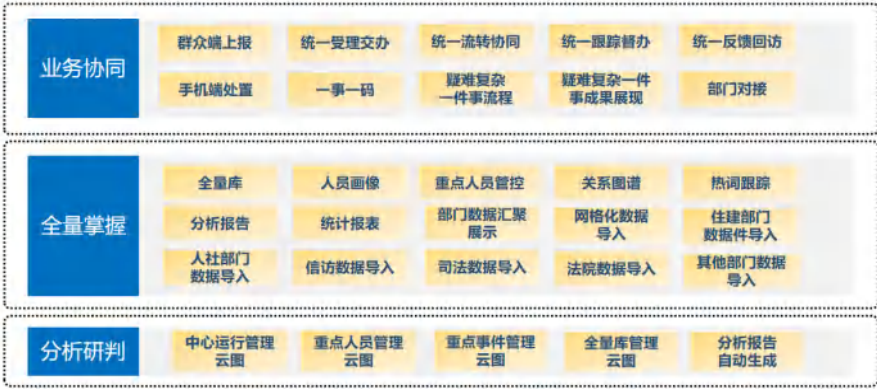 业务协同
群众端上报
统一受理交办
统一流转协同
统一跟踪督办
统一反馈回访
手机端处置
一事一码
疑难复杂
一件事流程
疑难复杂一件
事成果展现
部门对接
全量掌握
全量库
人员画像
重点人员管控
关系图谱
热词跟踪
分析报告
统计报表
部门数据汇聚
展示
网格化数据
导入
住建部门
数据件导入
人社部门
数据导入
信访数据导入
司法数据导入
法院数据导入
其他部门数据
导入
分析研判
中心运行管理
云图
重点人员管理
云图
重点事件管理
云图
全量库管理
云图
分析报告
自动生成